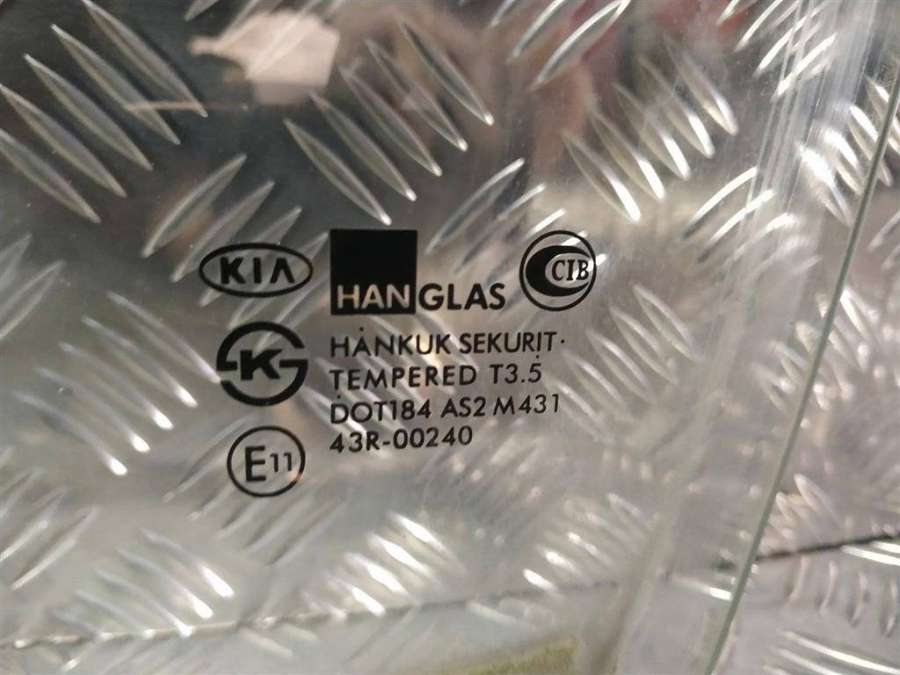 KIA
HANGLAS
CIB
K
HANKUK SEKURIT
TEMPERED T3.5
DOT184 AS2 M431
43R-00240
E11